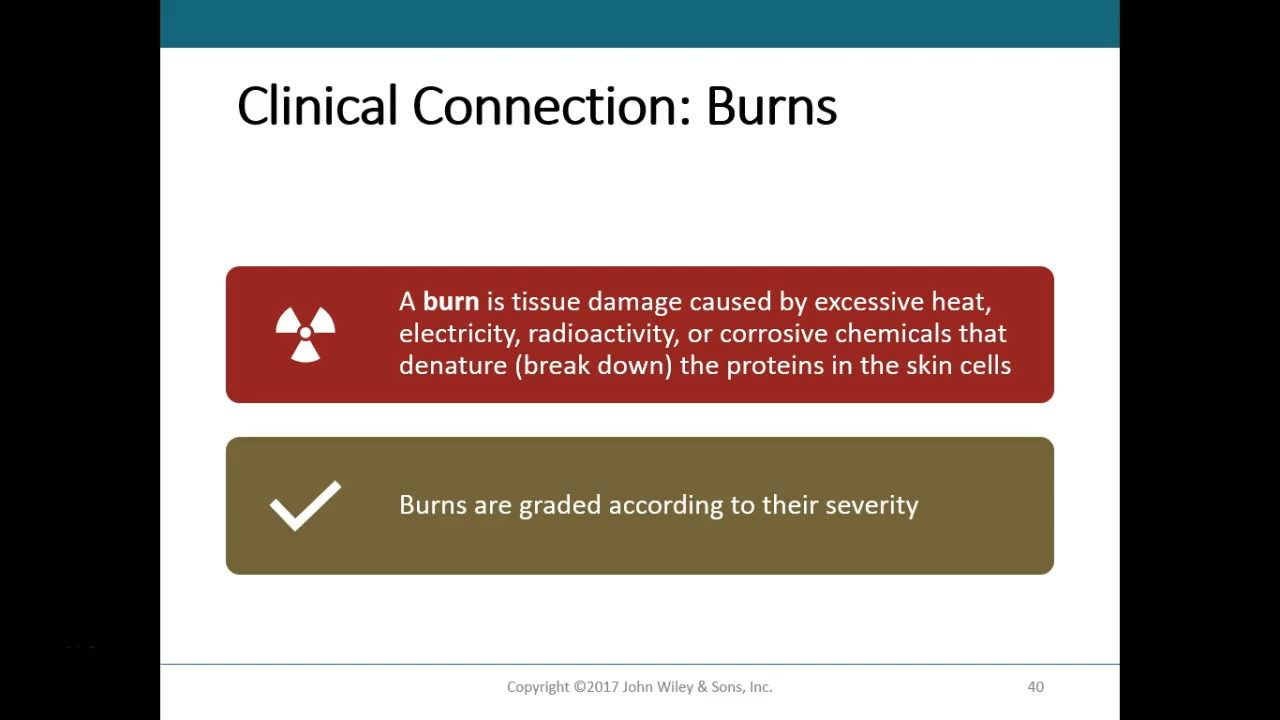 Clinical Connection: Burns
A burn is tissue damage caused by excessive heat,
electricity, radioactivity, or corrosive chemicals that
denature (break down) the proteins in the skin cells
Burns are graded according to their severity
Copyright ©2017 John Wiley & Sons, Inc.
40